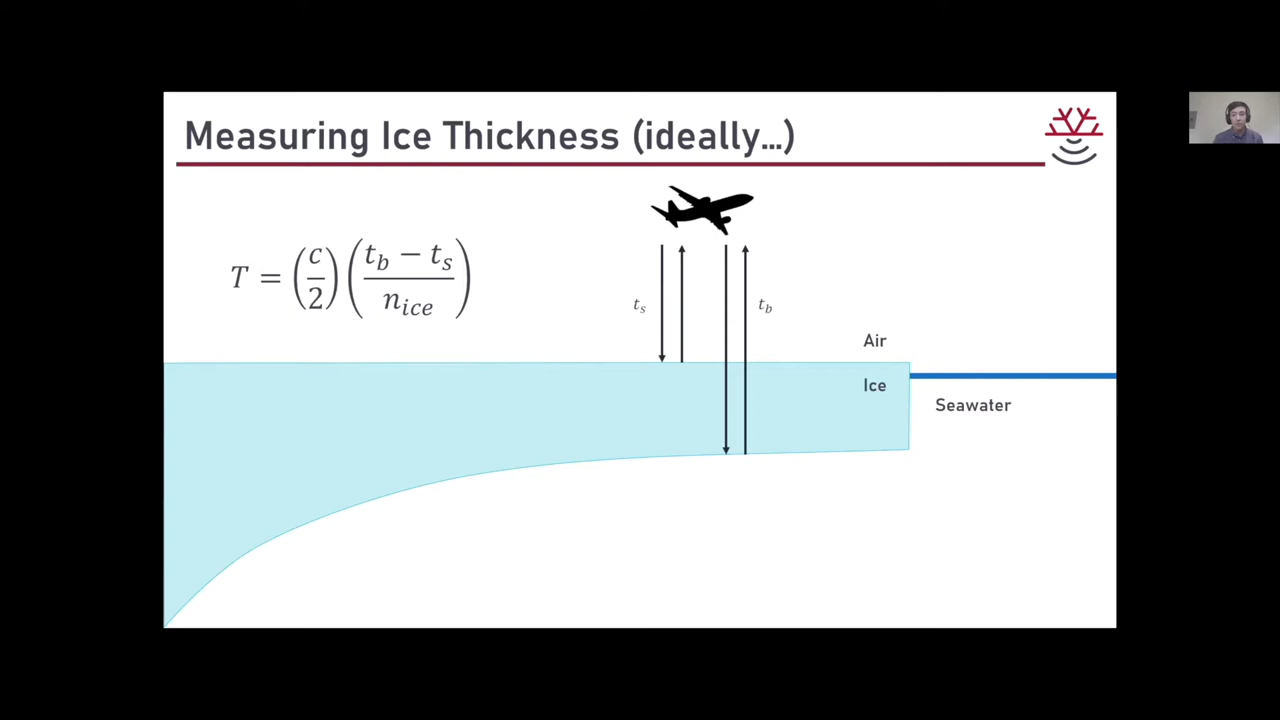 Measuring Ice Thickness (ideally...)
T = (c/2) ((t_b − t_s)/n_ice)
t_s
t_b
Air
Ice
Seawater